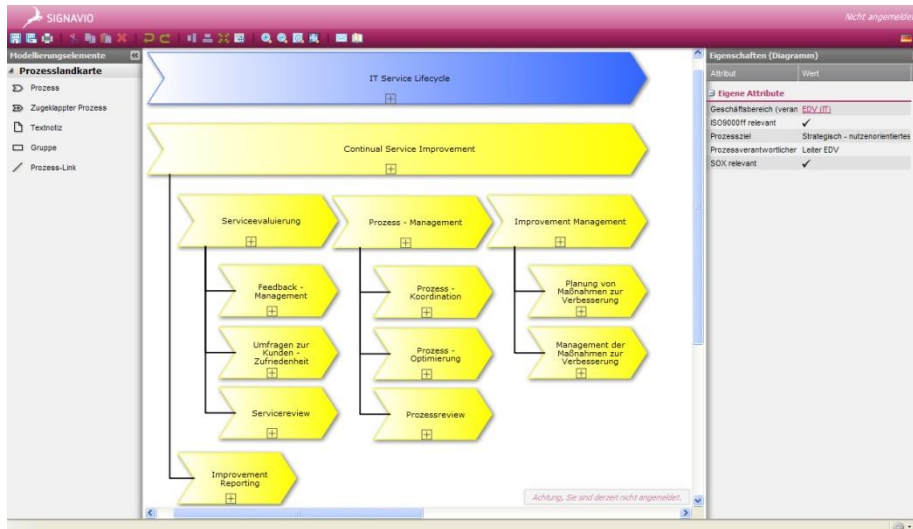 SIGNAVIO
Nicht angemeldet
Modellierungselemente
Prozesslandkarte
Prozess
Zugeklappter Prozess
Textnotiz
Gruppe
Prozess-Link
IT Service Lifecycle
Continual Service Improvement
Serviceevaluierung
Prozess - Management
Improvement Management
Feedback -
Management
Prozess -
Koordination
Planung von
Maßnahmen zur
Verbesserung
Umfragen zur
Kunden -
Zufriedenheit
Prozess -
Optimierung
Management der
Maßnahmen zur
Verbesserung
Servicereview
Prozessreview
Improvement
Reporting
Achtung, Sie sind derzeit nicht angemeldet.
Eigenschaften (Diagramm)
Attribut Wert
Eigene Attribute
Geschäftsbereich (veran EDV (IT)
ISO9000ff relevant ✓
Prozessziel Strategisch - nutzenorientiertes
Prozessverantwortlicher Leiter EDV
SOX relevant ✓